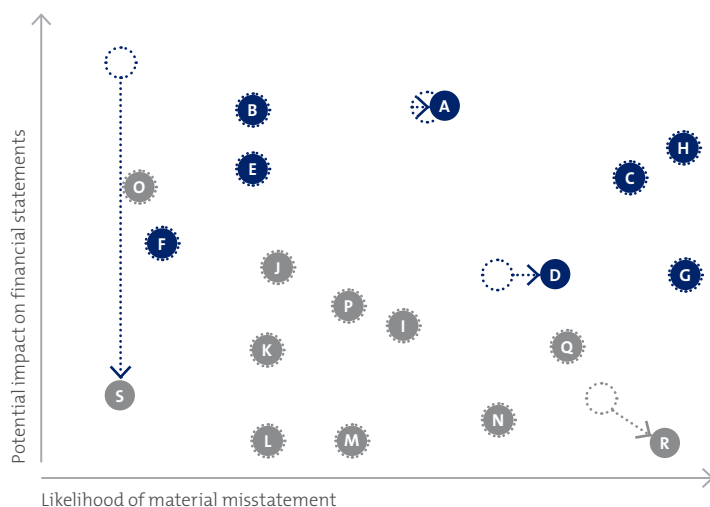 A
B
H
E
C
O
F
J
D
G
P
I
K
Q
S
N
L
M
R
Potential impact on financial statements
Likelihood of material misstatement